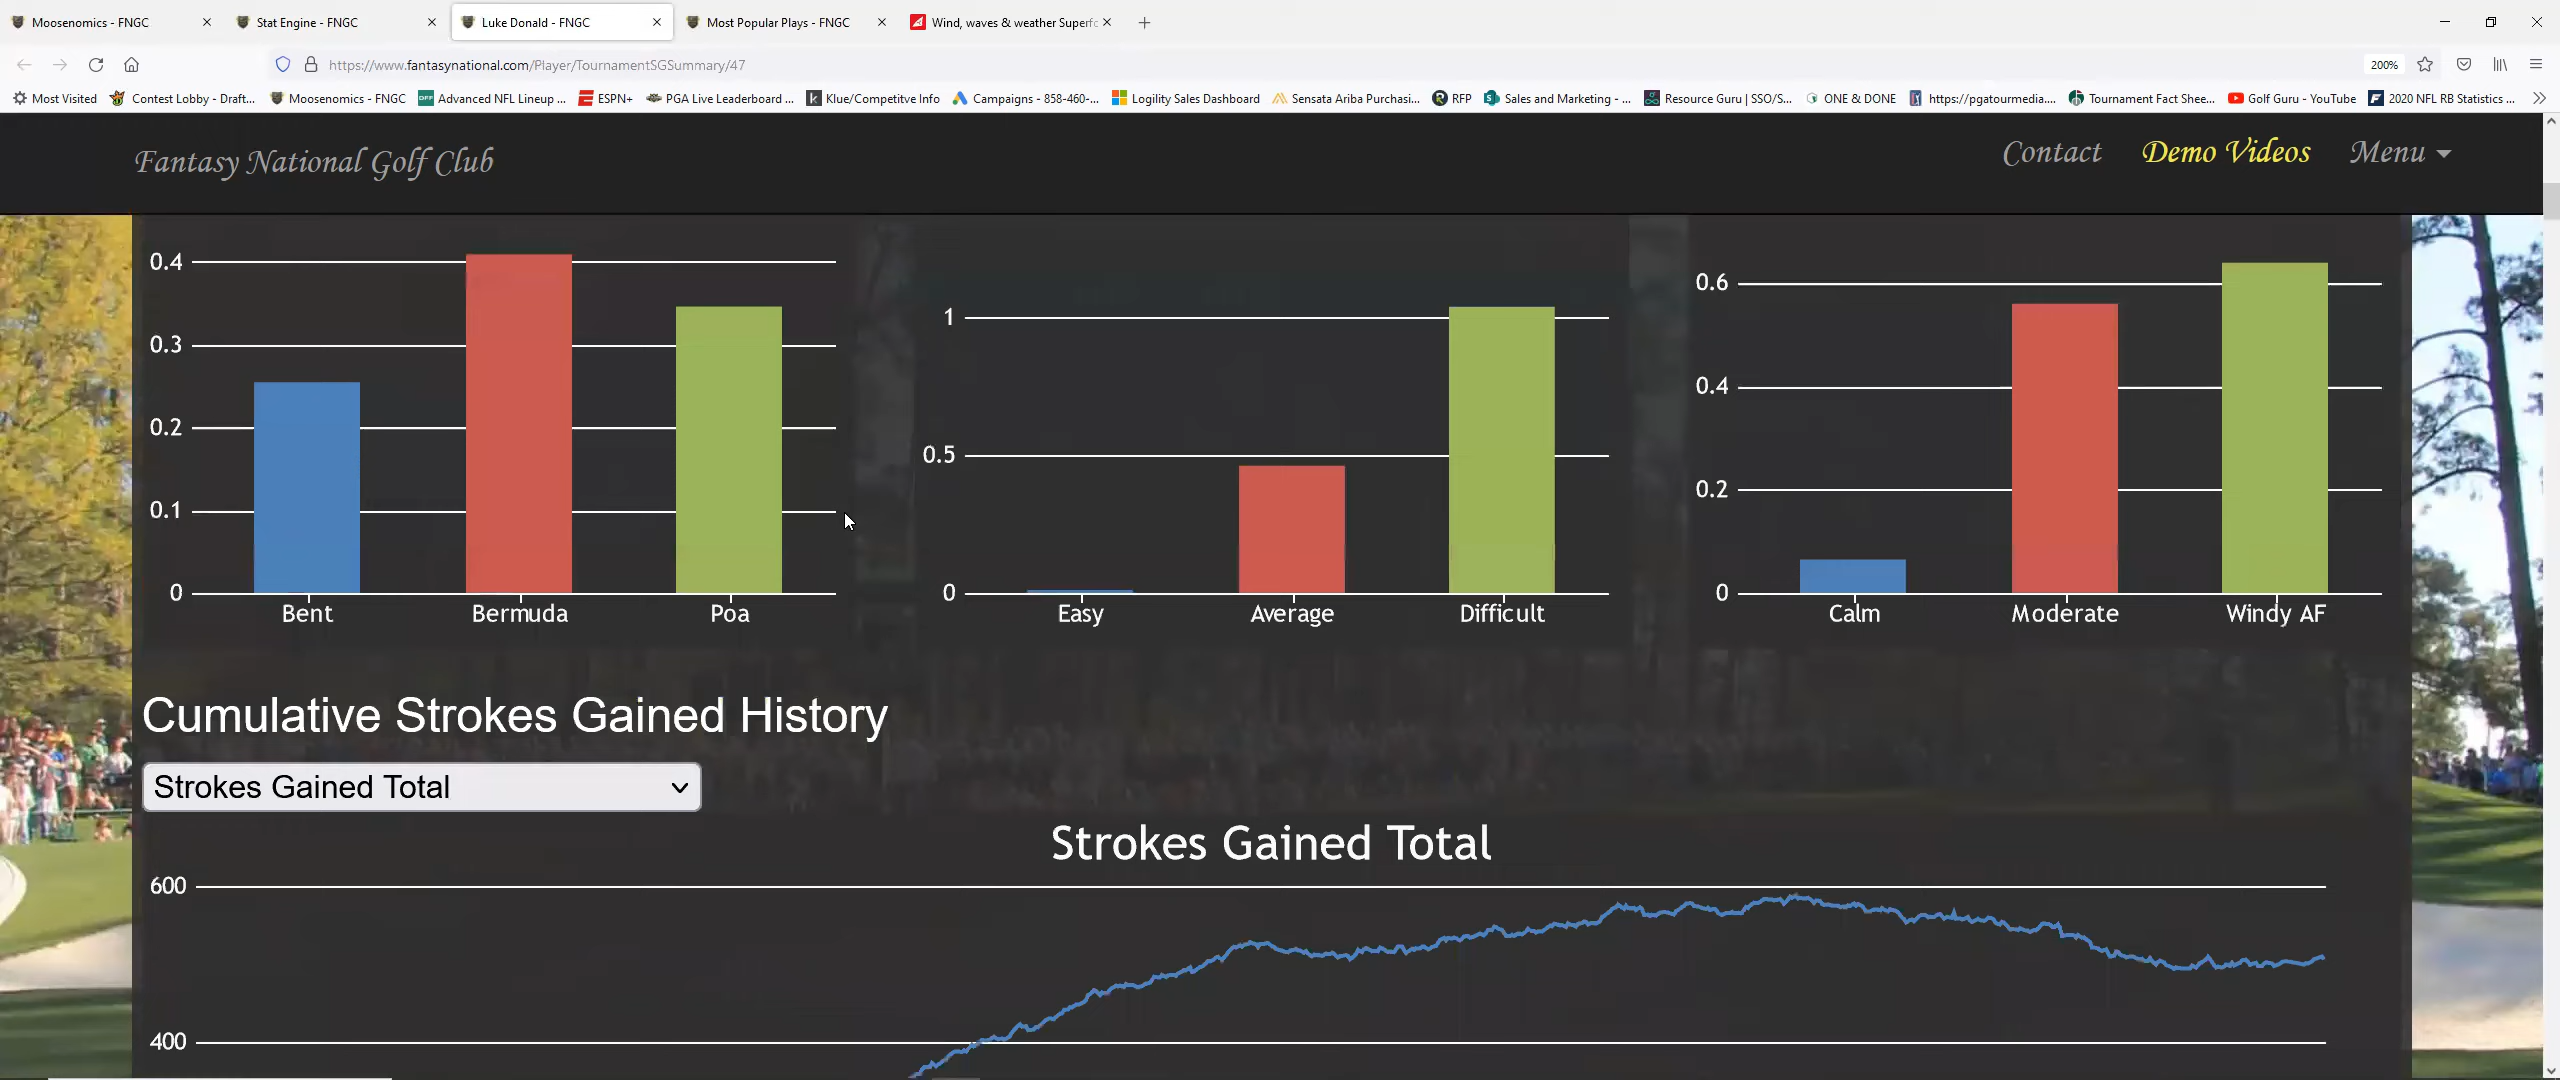 Moosenomics - FNGC
Stat Engine - FNGC
Luke Donald - FNGC
Most Popular Plays - FNGC
Wind, waves & weather Superfo
https://www.fantasynational.com/Player/TournamentSGSummary/47
200%
Most Visited
Contest Lobby - Draft...
Moosenomics - FNGC
Advanced NFL Lineup ...
ESPN+
PGA Live Leaderboard ...
Klue/Competitve Info
Campaigns - 858-460-...
Logility Sales Dashboard
Sensata Ariba Purchasi...
RFP
Sales and Marketing - ...
Resource Guru | SSO/S...
ONE & DONE
https://pgatourmedia....
Tournament Fact Shee...
Golf Guru - YouTube
2020 NFL RB Statistics ...
Fantasy National Golf Club
Contact
Demo Videos
Menu
0.4
0.3
0.2
0.1
0
Bent
Bermuda
Poa
1
0.5
0
Easy
Average
Difficult
0.6
0.4
0.2
0
Calm
Moderate
Windy AF
Cumulative Strokes Gained History
Strokes Gained Total
Strokes Gained Total
600
400